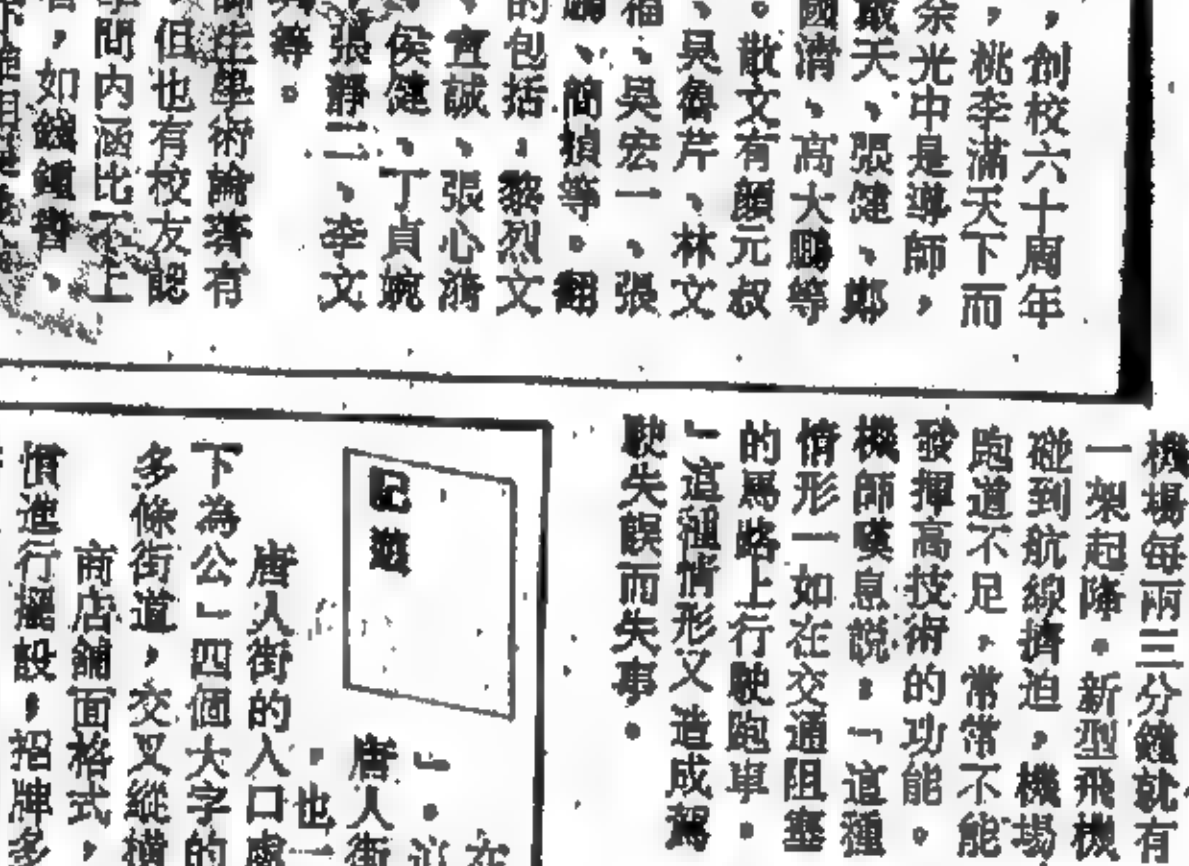 ，創校六十周年
，桃李滿天下而
余光中是導師，
戴天、張健、鄭
國清、高大鵬等
。散文有顏元叔
、吳魯芹、林文
福、吳宏一、張
、簡楨等。翻
的包括，黎烈文
、宣誠、張心漪
侯健、丁貞婉
張靜二、李文
等。
學術論著有
但也有校友認
學問內涵比不上
，如錢鍾書、
機場每兩三分鐘就有
一架起降。新型飛機
碰到航線擠迫，機場
跑道不足，常常不能
發揮高技術的功能。
機師嘆息說，「這種
情形一如在交通阻塞
的馬路上行駛跑車。
」這種情形又造成駕
駛失誤而失事。
記遊
在
」。
唐人街
。也一
唐人街的入口處
下為公」四個大字的
多條街道，交叉縱橫
商店舖面格式，
慣進行擺設，招牌多